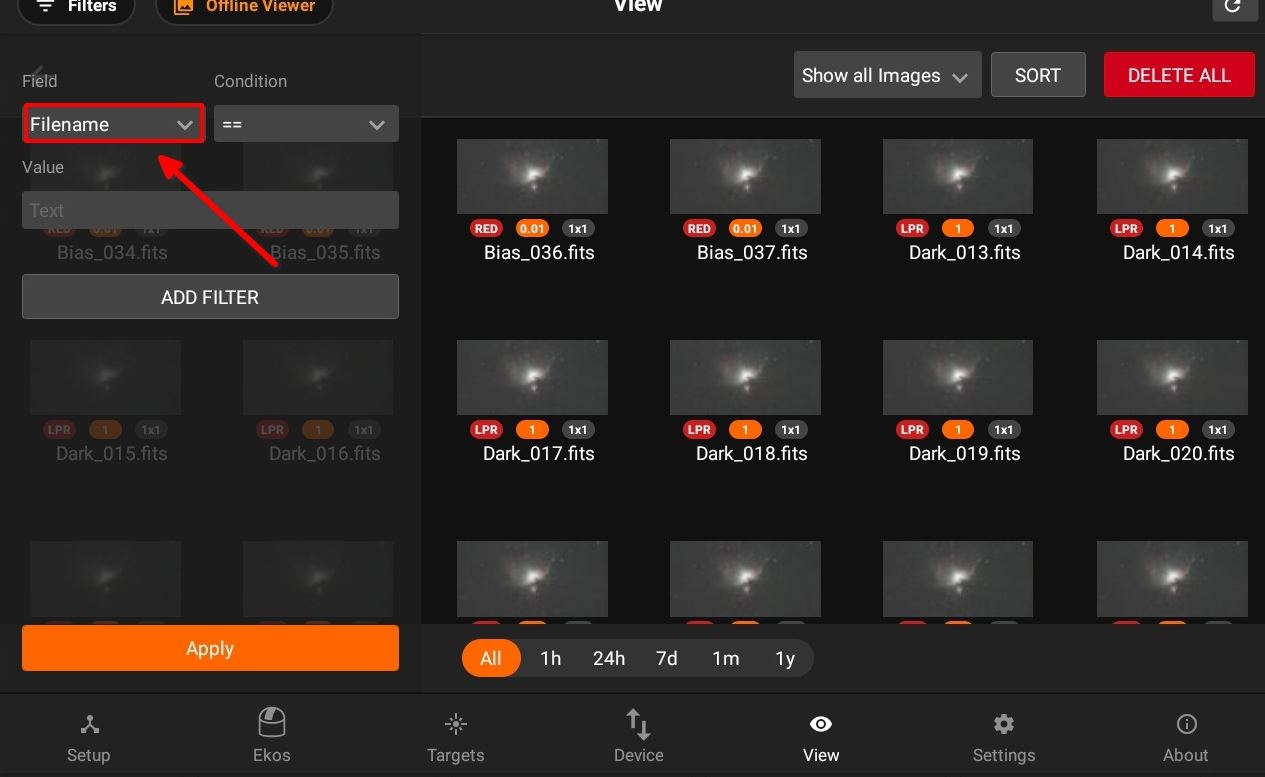 Filters Offline Viewer View
Field Condition
Show all Images SORT DELETE ALL
Filename ==
Value
Text
RED 0.01 1x1 RED 0.01 1x1 RED 0.01 1x1 RED 0.01 1x1 LPR 1 1x1 LPR 1 1x1
Bias_034.fits Bias_035.fits Bias_036.fits Bias_037.fits Dark_013.fits Dark_014.fits
ADD FILTER
LPR 1 1x1 LPR 1 1x1 LPR 1 1x1 LPR 1 1x1 LPR 1 1x1 LPR 1 1x1
Dark_015.fits Dark_016.fits Dark_017.fits Dark_018.fits Dark_019.fits Dark_020.fits
Apply
All 1h 24h 7d 1m 1y
Setup Ekos Targets Device View Settings About